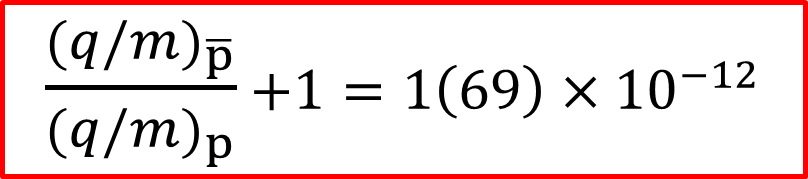 (q/m)p̅ / (q/m)p +1 = 1(69) × 10⁻¹²